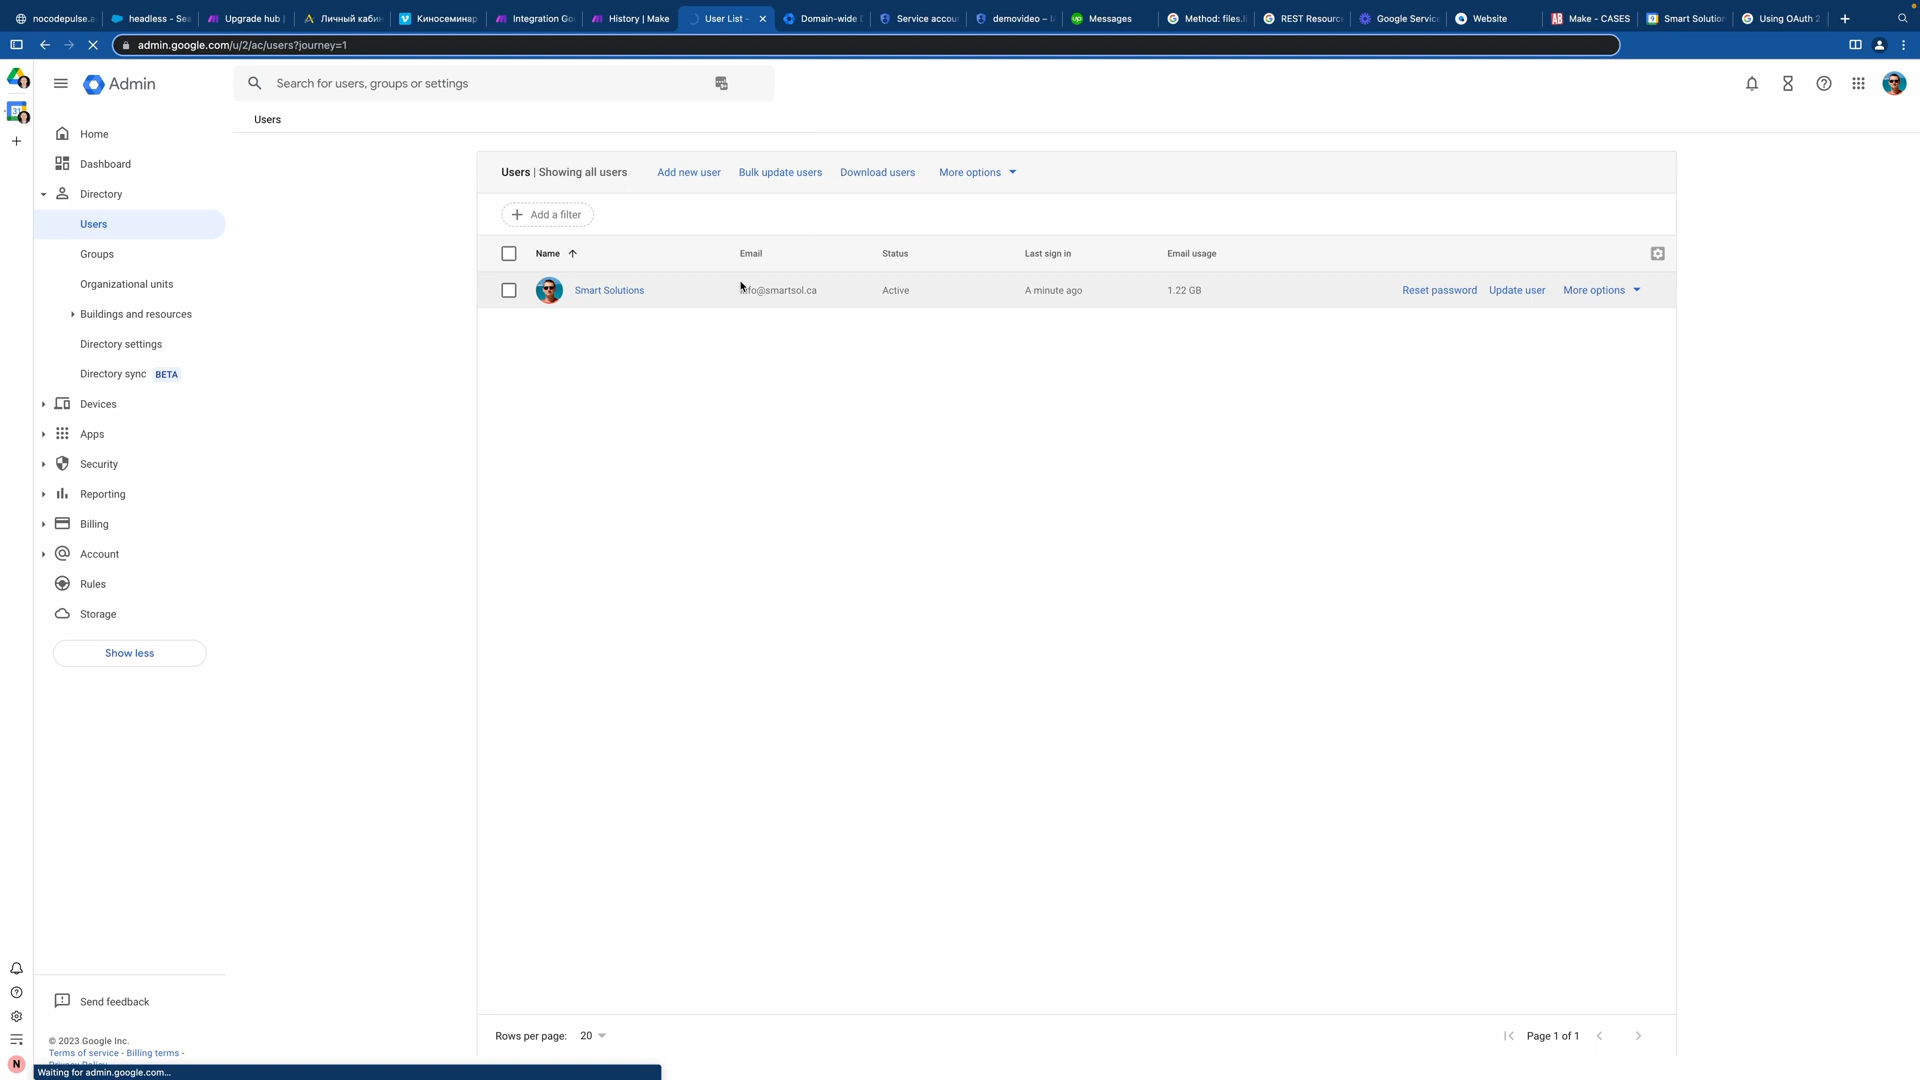 nocodepulse.a
headless - Sea
Upgrade hub |
Личный каби
Киносеминар
Integration Goo
History | Make
User List -
Domain-wide D
Service accou
demovideo – I
Messages
Method: files.l
REST Resourc
Google Servic
Website
Make - CASES
Smart Solution
Using OAuth 2
admin.google.com/u/2/ac/users?journey=1
Admin
Search for users, groups or settings
Users
Home
Dashboard
Directory
Users
Groups
Organizational units
Buildings and resources
Directory settings
Directory sync BETA
Devices
Apps
Security
Reporting
Billing
Account
Rules
Storage
Show less
Users | Showing all users
Add new user
Bulk update users
Download users
More options
Add a filter
Name
Email
Status
Last sign in
Email usage
Smart Solutions
info@smartsol.ca
Active
A minute ago
1.22 GB
Reset password
Update user
More options
Rows per page: 20
Page 1 of 1
Send feedback
© 2023 Google Inc.
Terms of service - Billing terms -
N
Waiting for admin.google.com...